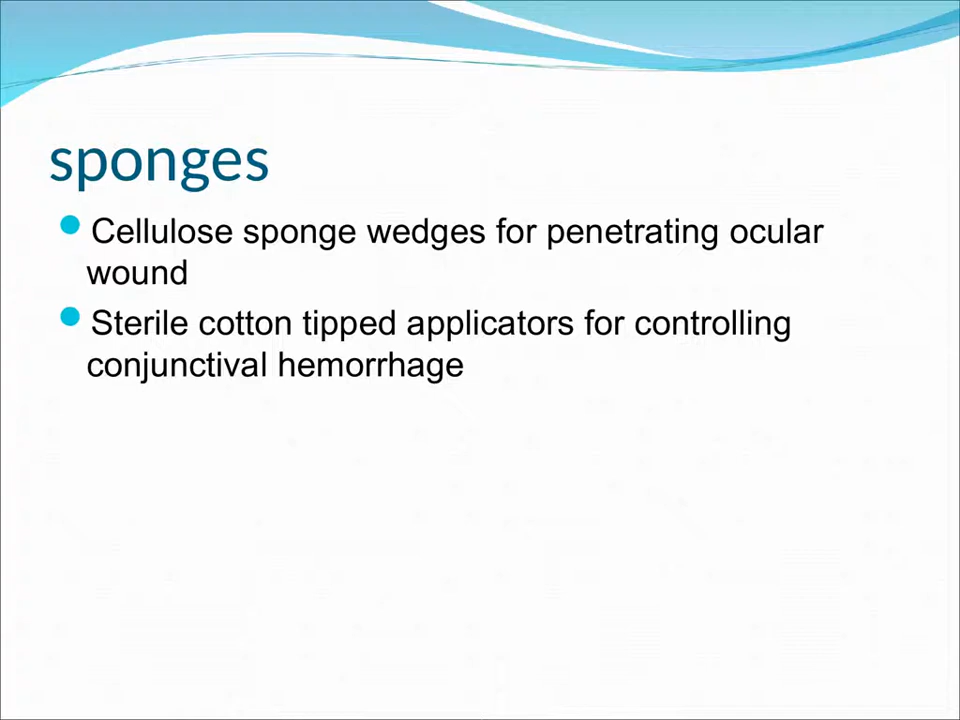 sponges
Cellulose sponge wedges for penetrating ocular
wound
Sterile cotton tipped applicators for controlling
conjunctival hemorrhage